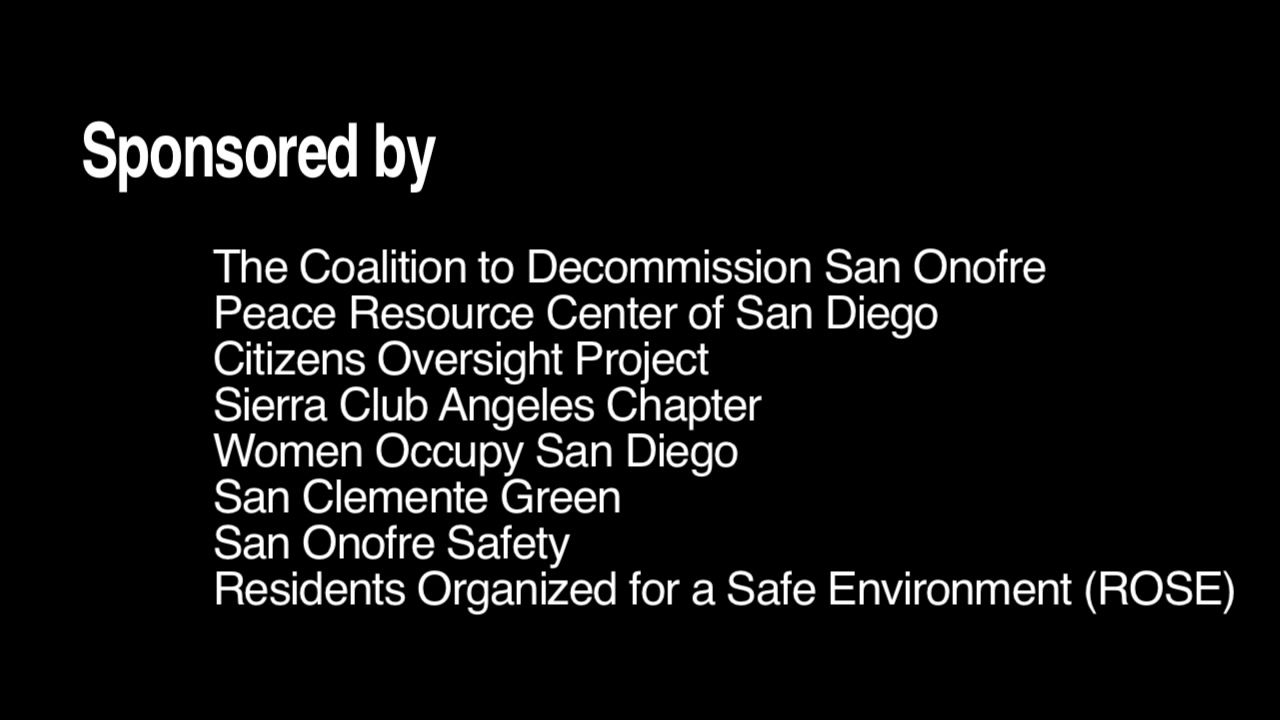 Sponsored by
The Coalition to Decommission San Onofre
Peace Resource Center of San Diego
Citizens Oversight Project
Sierra Club Angeles Chapter
Women Occupy San Diego
San Clemente Green
San Onofre Safety
Residents Organized for a Safe Environment (ROSE)